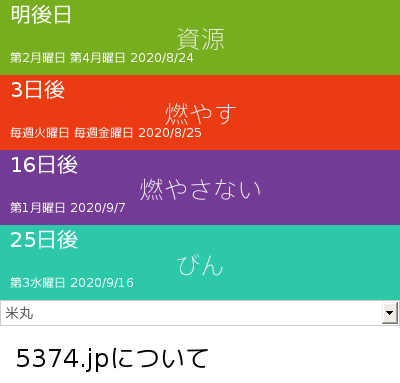 明後日
資源
第2月曜日 第4月曜日 2020/8/24
3日後
燃やす
毎週火曜日 毎週金曜日 2020/8/25
16日後
燃やさない
第1月曜日 2020/9/7
25日後
びん
第3水曜日 2020/9/16
米丸
5374.jpについて